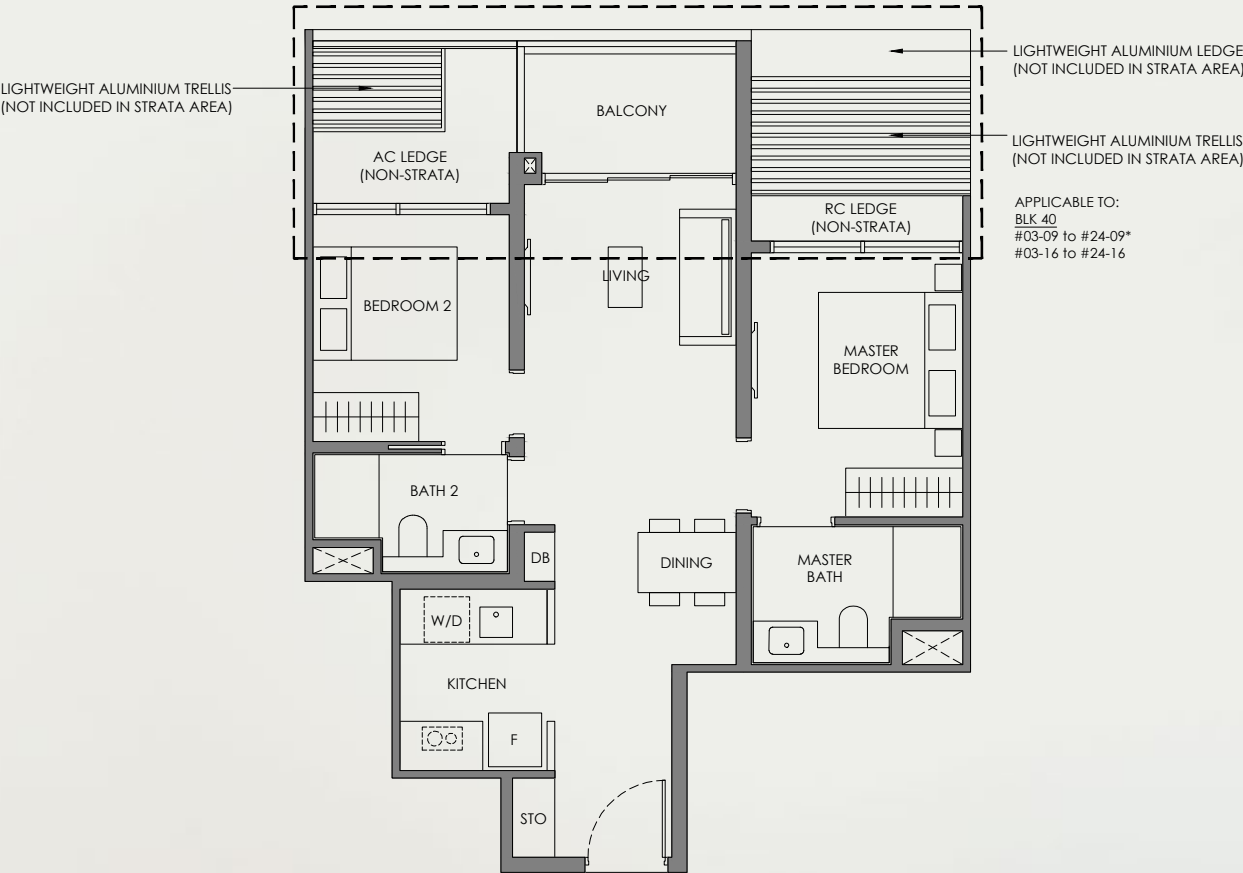 LIGHTWEIGHT ALUMINIUM LEDGE
(NOT INCLUDED IN STRATA AREA)
LIGHTWEIGHT ALUMINIUM TRELLIS
(NOT INCLUDED IN STRATA AREA)
BALCONY
LIGHTWEIGHT ALUMINIUM TRELLIS
(NOT INCLUDED IN STRATA AREA)
AC LEDGE
(NON-STRATA)
RC LEDGE
(NON-STRATA)
APPLICABLE TO:
BLK 40
#03-09 to #24-09*
#03-16 to #24-16
LIVING
BEDROOM 2
MASTER
BEDROOM
BATH 2
DB
DINING
MASTER
BATH
W/D
KITCHEN
F
STO